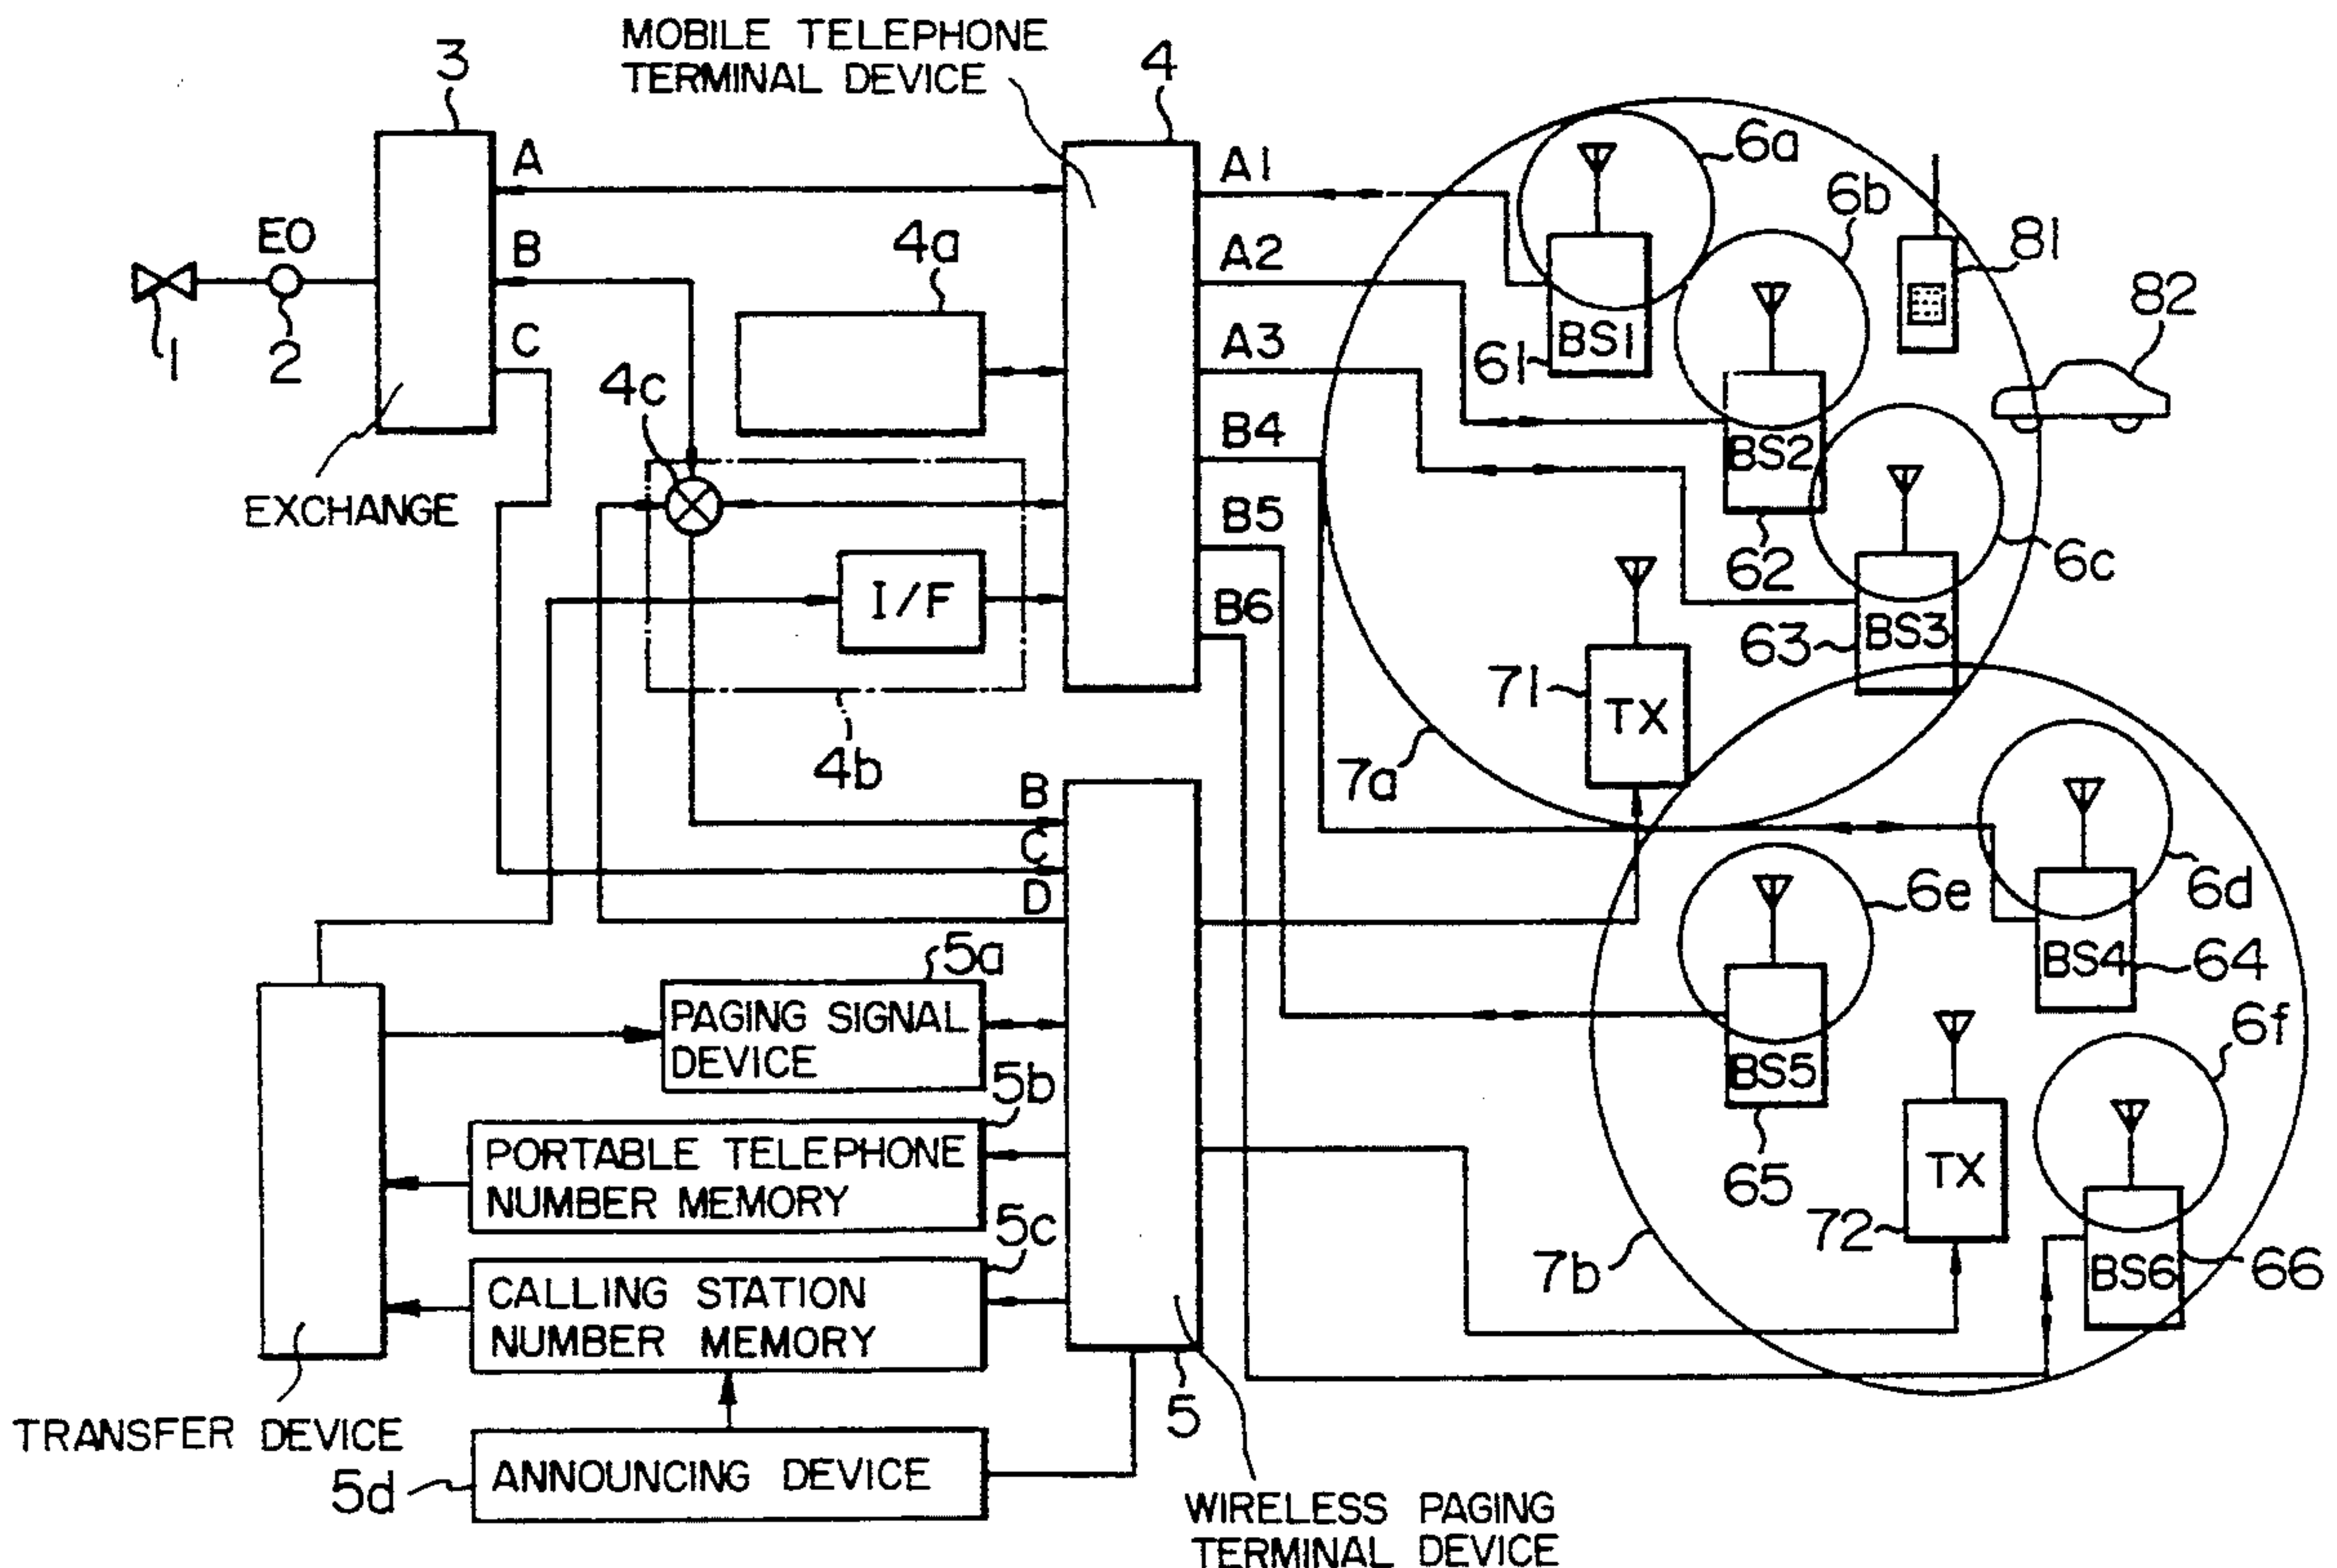 MOBILE TELEPHONE
TERMINAL DEVICE
3
4
A
A1
6a
6b
81
EO
B
4a
A2
82
1
2
C
4c
A3
61
BS1
B4
BS2
EXCHANGE
B5
62
6c
I/F
B6
63
BS3
71
TX
4b
7a
B
C
D
6e
6d
5a
BS4
64
PAGING SIGNAL
DEVICE
6f
5b
BS5
PORTABLE TELEPHONE
NUMBER MEMORY
65
TX
5c
72
7b
BS6
66
CALLING STATION
NUMBER MEMORY
5
TRANSFER DEVICE
5d
ANNOUNCING DEVICE
WIRELESS PAGING
TERMINAL DEVICE